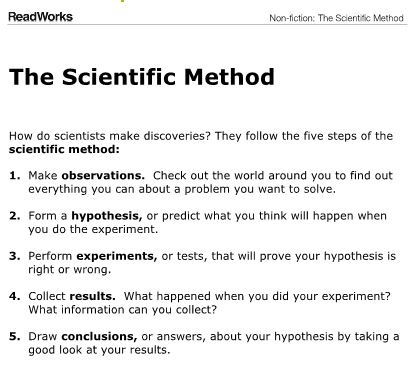 ReadWorks
Non-fiction: The Scientific Method
The Scientific Method
How do scientists make discoveries? They follow the five steps of the
scientific method:
1. Make observations. Check out the world around you to find out
everything you can about a problem you want to solve.
2. Form a hypothesis, or predict what you think will happen when
you do the experiment.
3. Perform experiments, or tests, that will prove your hypothesis is
right or wrong.
4. Collect results. What happened when you did your experiment?
What information can you collect?
5. Draw conclusions, or answers, about your hypothesis by taking a
good look at your results.